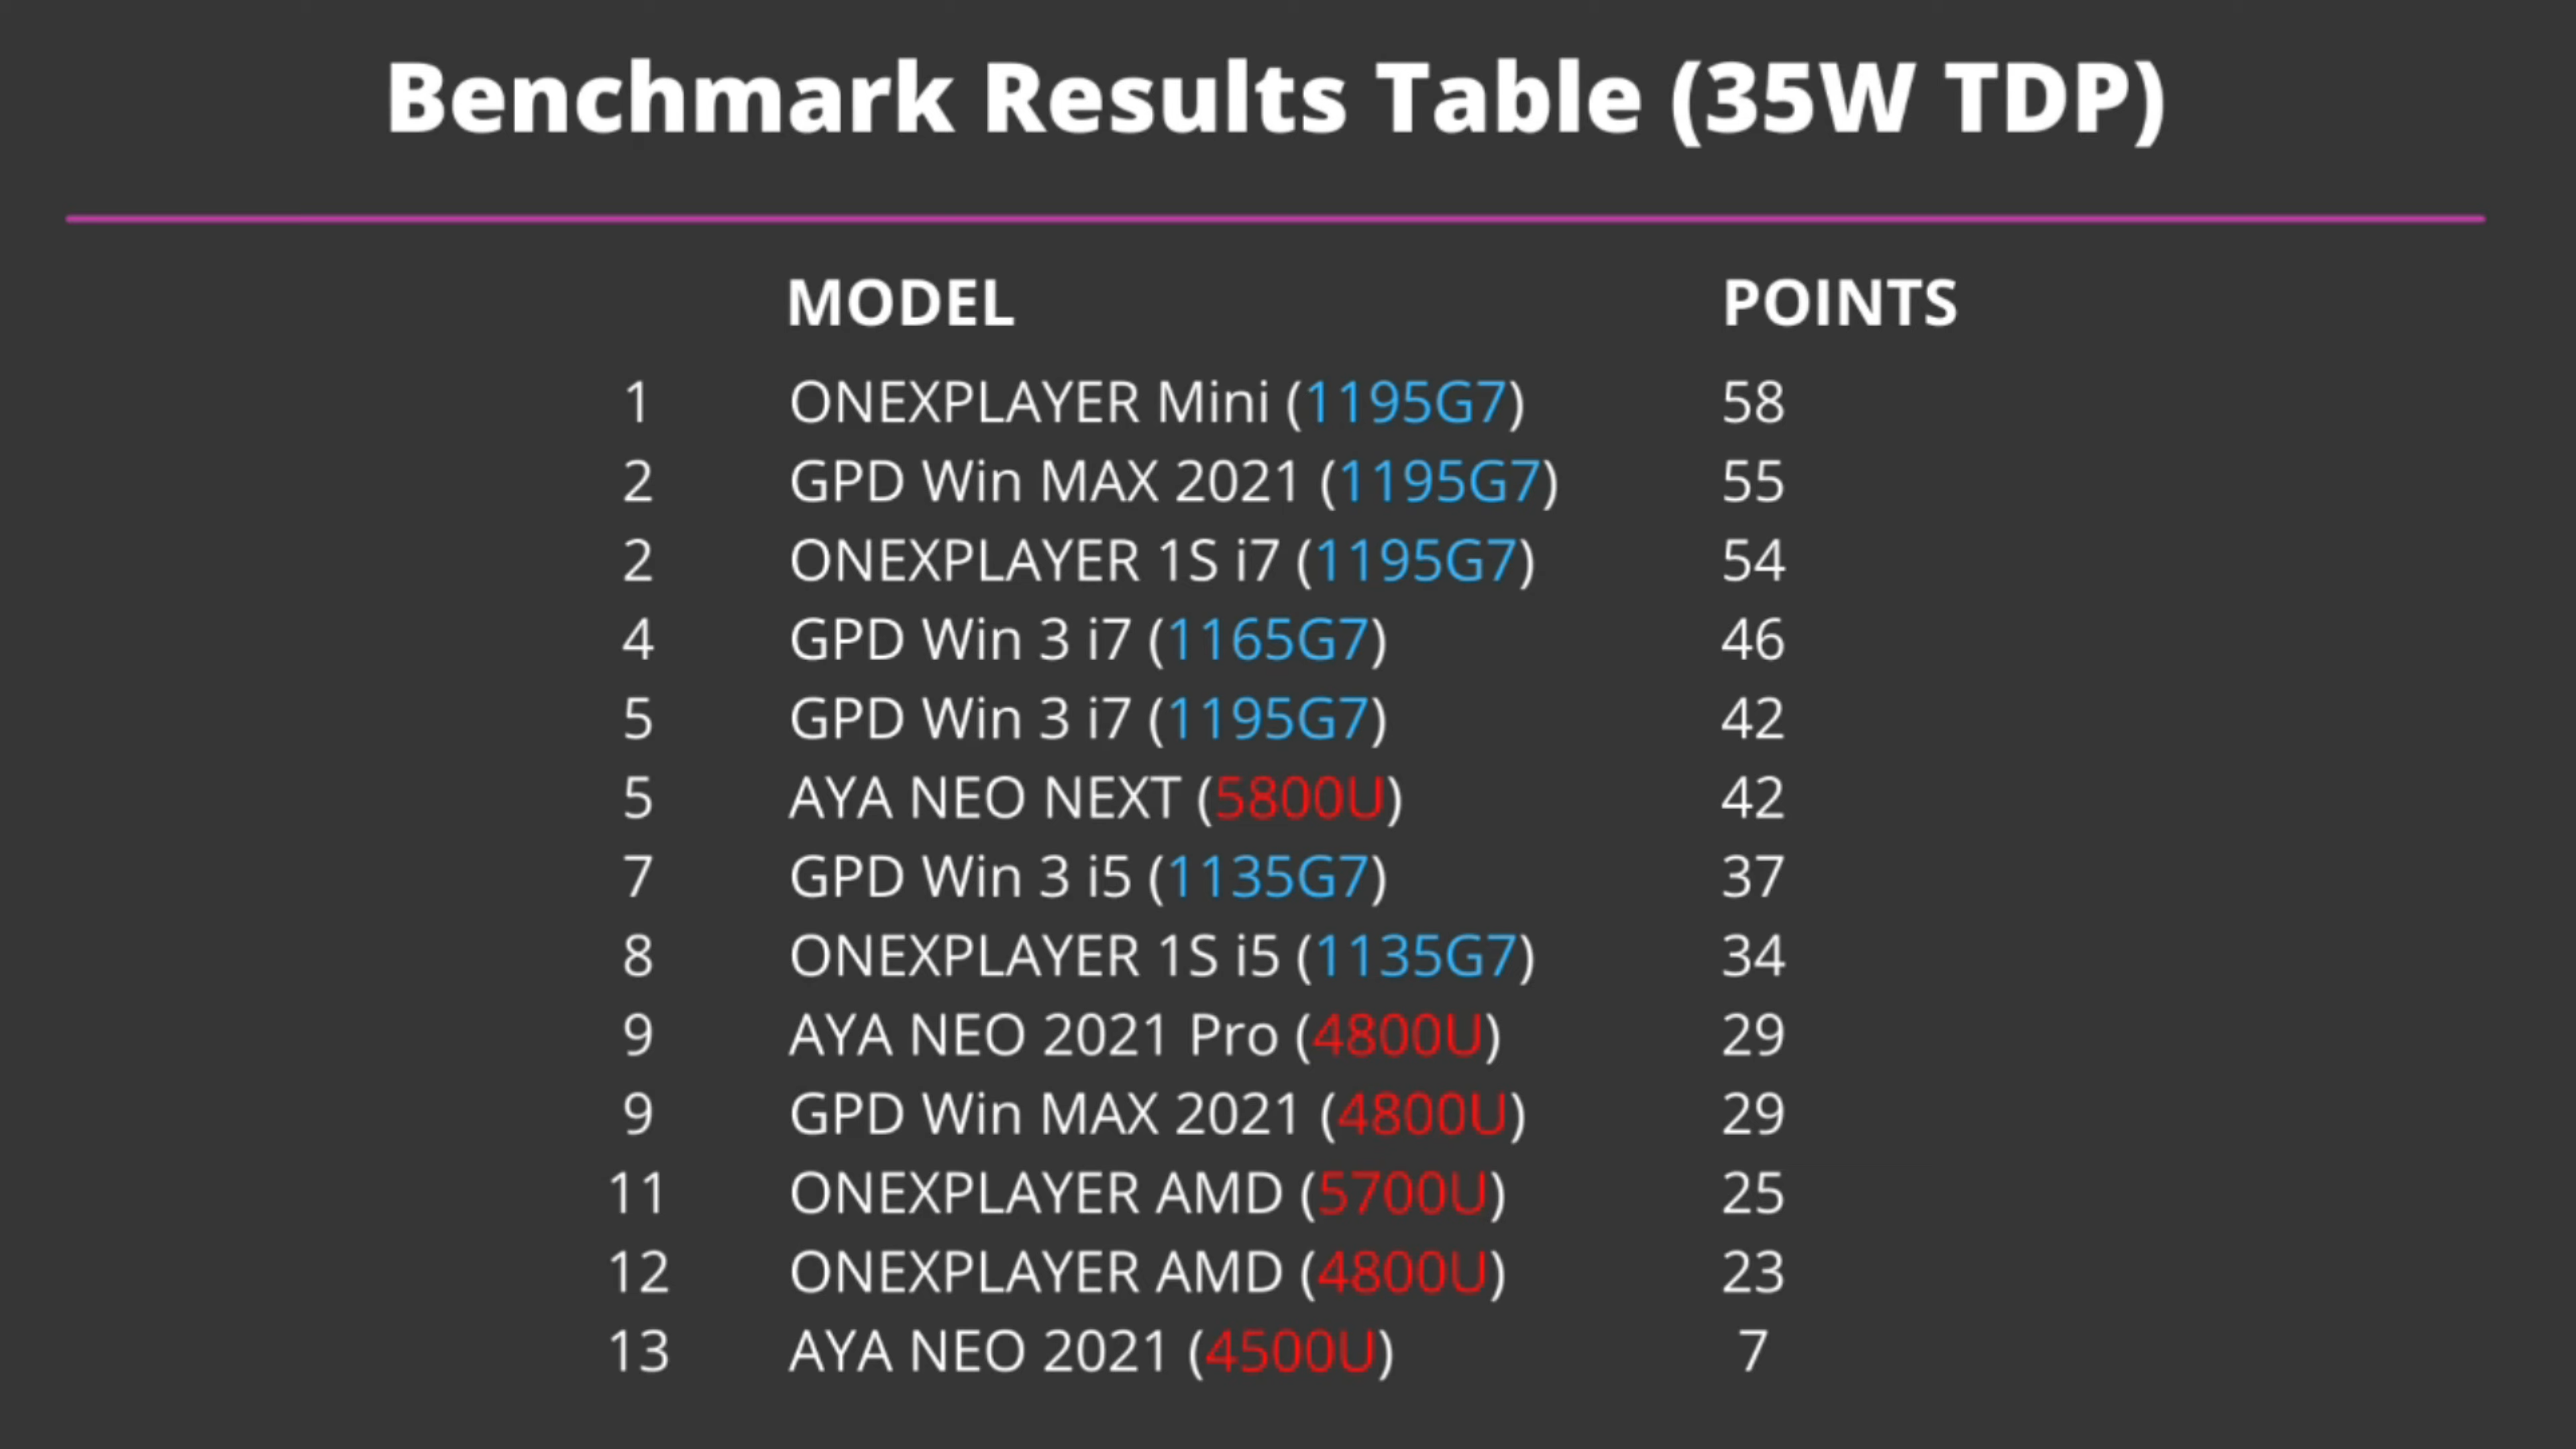 Benchmark Results Table (35W TDP)
MODEL POINTS
1 ONEXPLAYER Mini (1195G7) 58
2 GPD Win MAX 2021 (1195G7) 55
2 ONEXPLAYER 1S i7 (1195G7) 54
4 GPD Win 3 i7 (1165G7) 46
5 GPD Win 3 i7 (1195G7) 42
5 AYA NEO NEXT (5800U) 42
7 GPD Win 3 i5 (1135G7) 37
8 ONEXPLAYER 1S i5 (1135G7) 34
9 AYA NEO 2021 Pro (4800U) 29
9 GPD Win MAX 2021 (4800U) 29
11 ONEXPLAYER AMD (5700U) 25
12 ONEXPLAYER AMD (4800U) 23
13 AYA NEO 2021 (4500U) 7